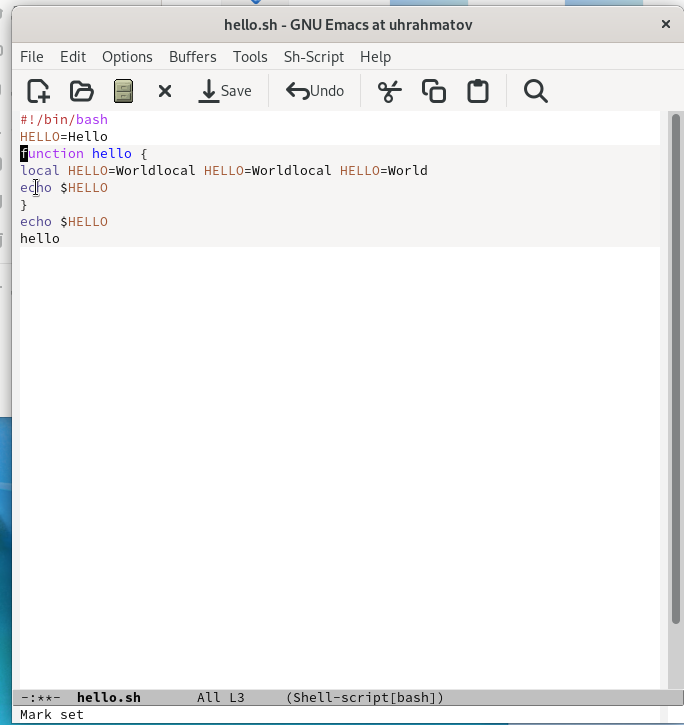 hello.sh - GNU Emacs at uhrahmatov ×
File Edit Options Buffers Tools Sh-Script Help
Save Undo
#!/bin/bash
HELLO=Hello
function hello {
local HELLO=Worldlocal HELLO=Worldlocal HELLO=World
echo $HELLO
}
echo $HELLO
hello
-:**- hello.sh All L3 (Shell-script[bash])
Mark set